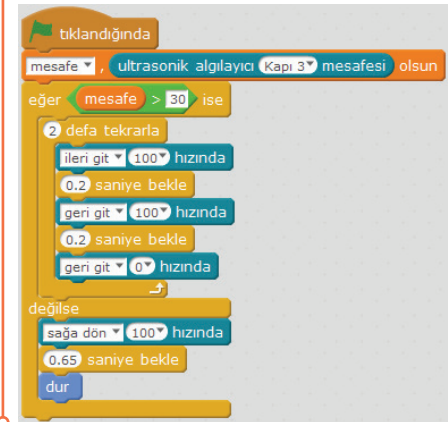 tıklandığında
mesafe , ultrasonik algılayıcı Kapı 3 mesafesi olsun
eğer mesafe > 30 ise
2 defa tekrarla
ileri git 100 hızında
0.2 saniye bekle
geri git 100 hızında
0.2 saniye bekle
geri git 0 hızında
değilse
sağa dön 100 hızında
0.65 saniye bekle
dur